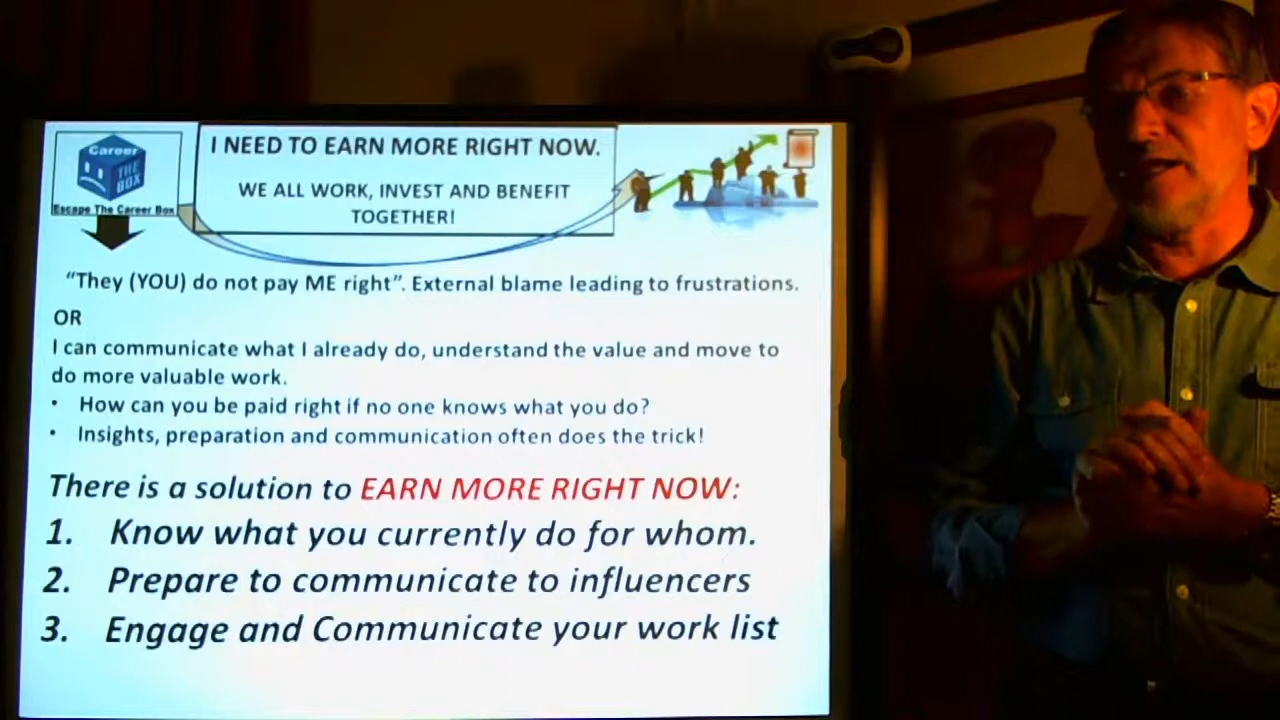 Career
THE
BOX
Escape The Career Box
I NEED TO EARN MORE RIGHT NOW.
WE ALL WORK, INVEST AND BENEFIT
TOGETHER!
“They (YOU) do not pay ME right”. External blame leading to frustrations.
OR
I can communicate what I already do, understand the value and move to
do more valuable work.
• How can you be paid right if no one knows what you do?
• Insights, preparation and communication often does the trick!
There is a solution to EARN MORE RIGHT NOW:
1. Know what you currently do for whom.
2. Prepare to communicate to influencers
3. Engage and Communicate your work list